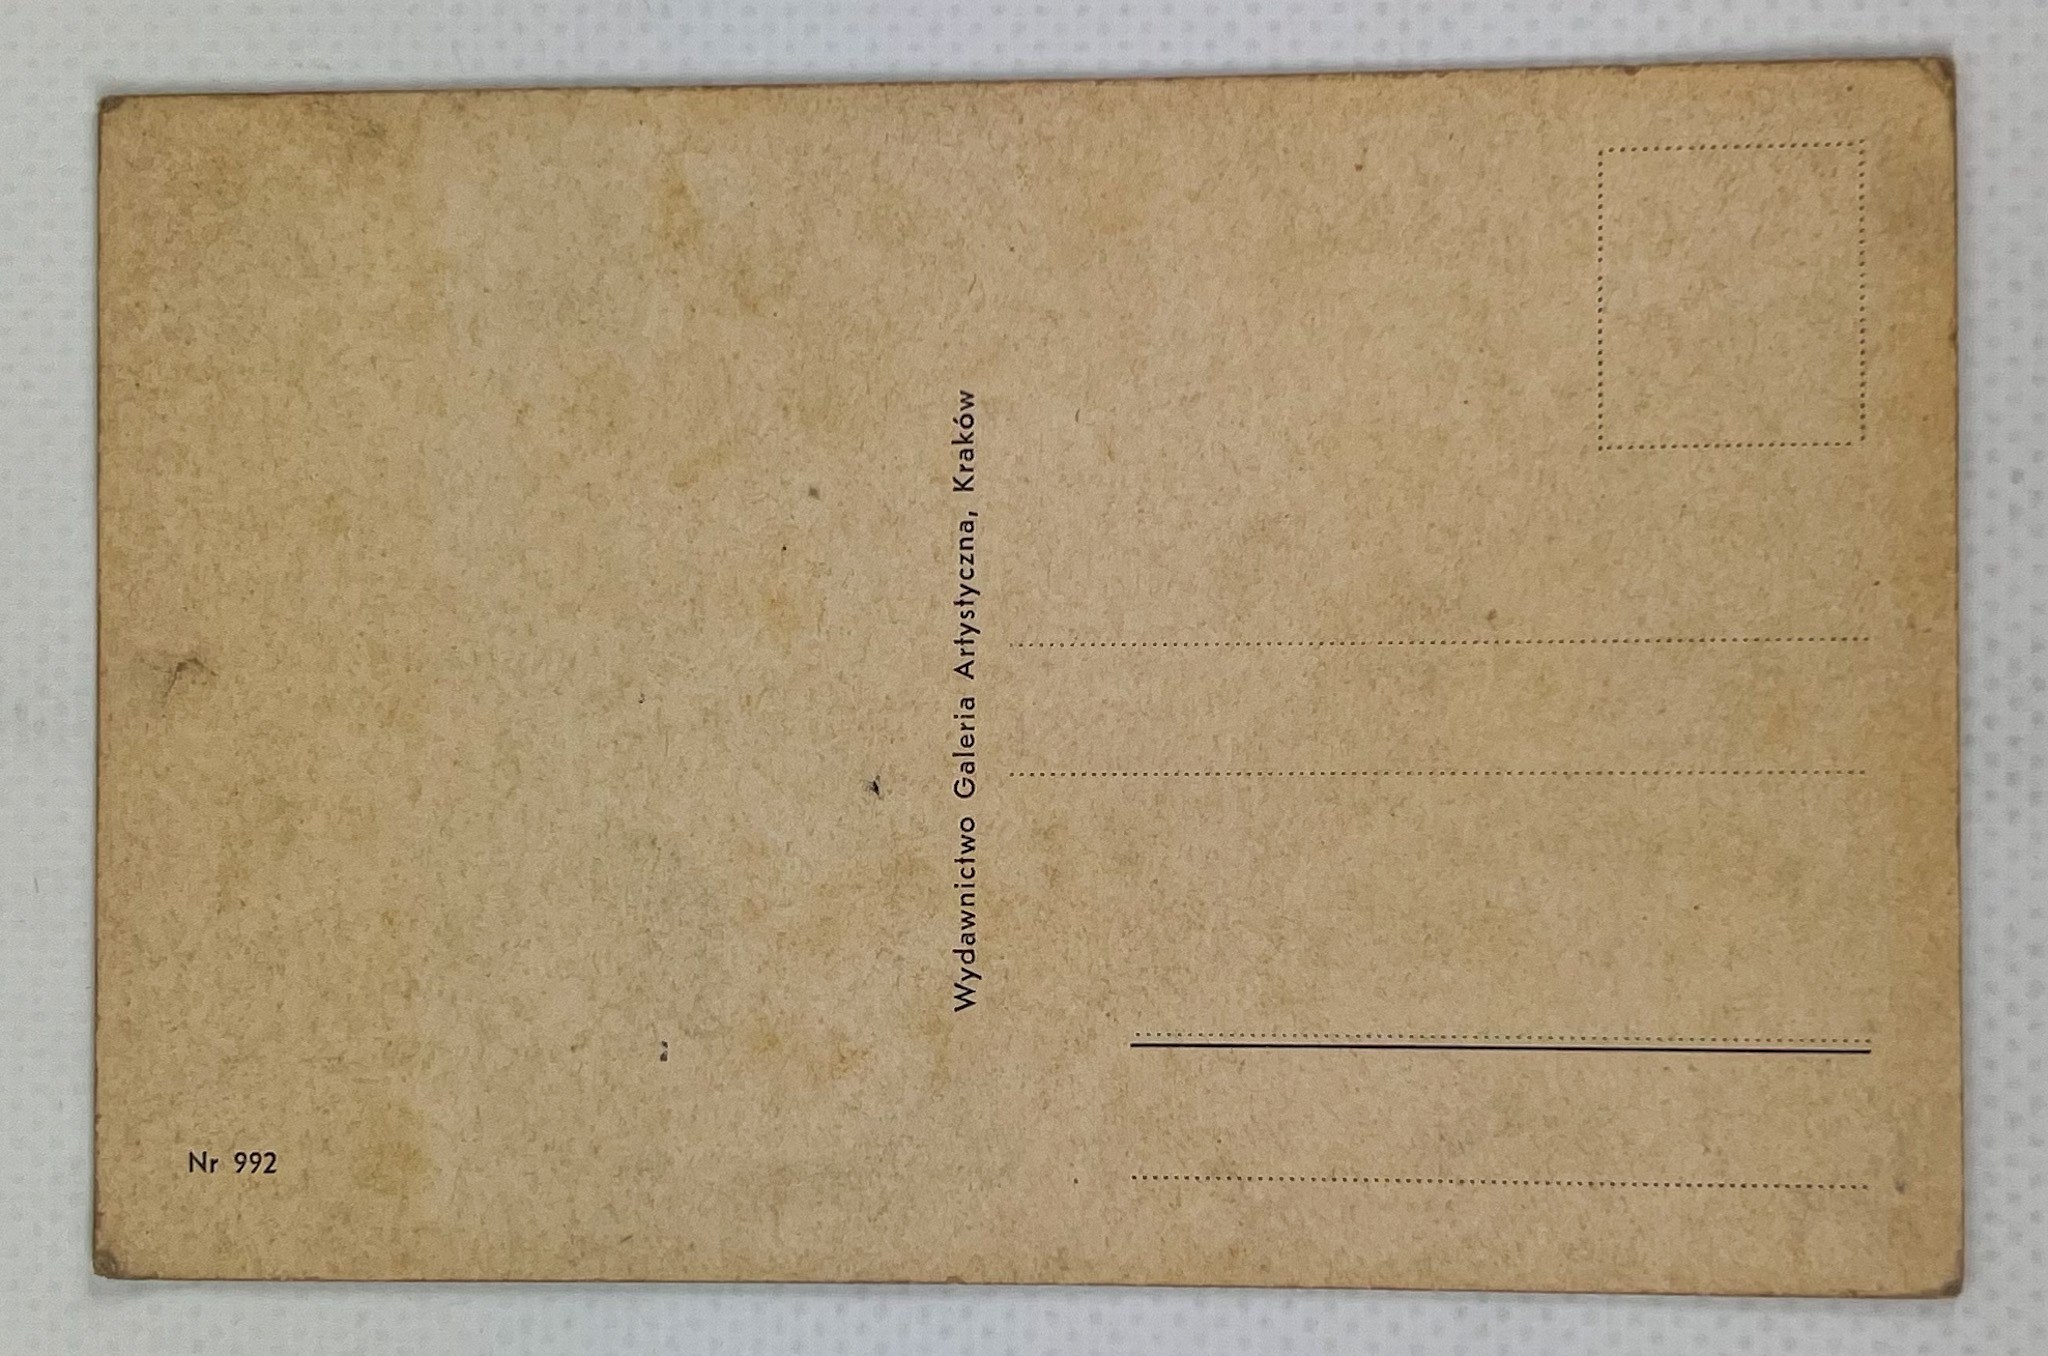 Wydawnictwo Galeria Artystyczna, Kraków
Nr 992